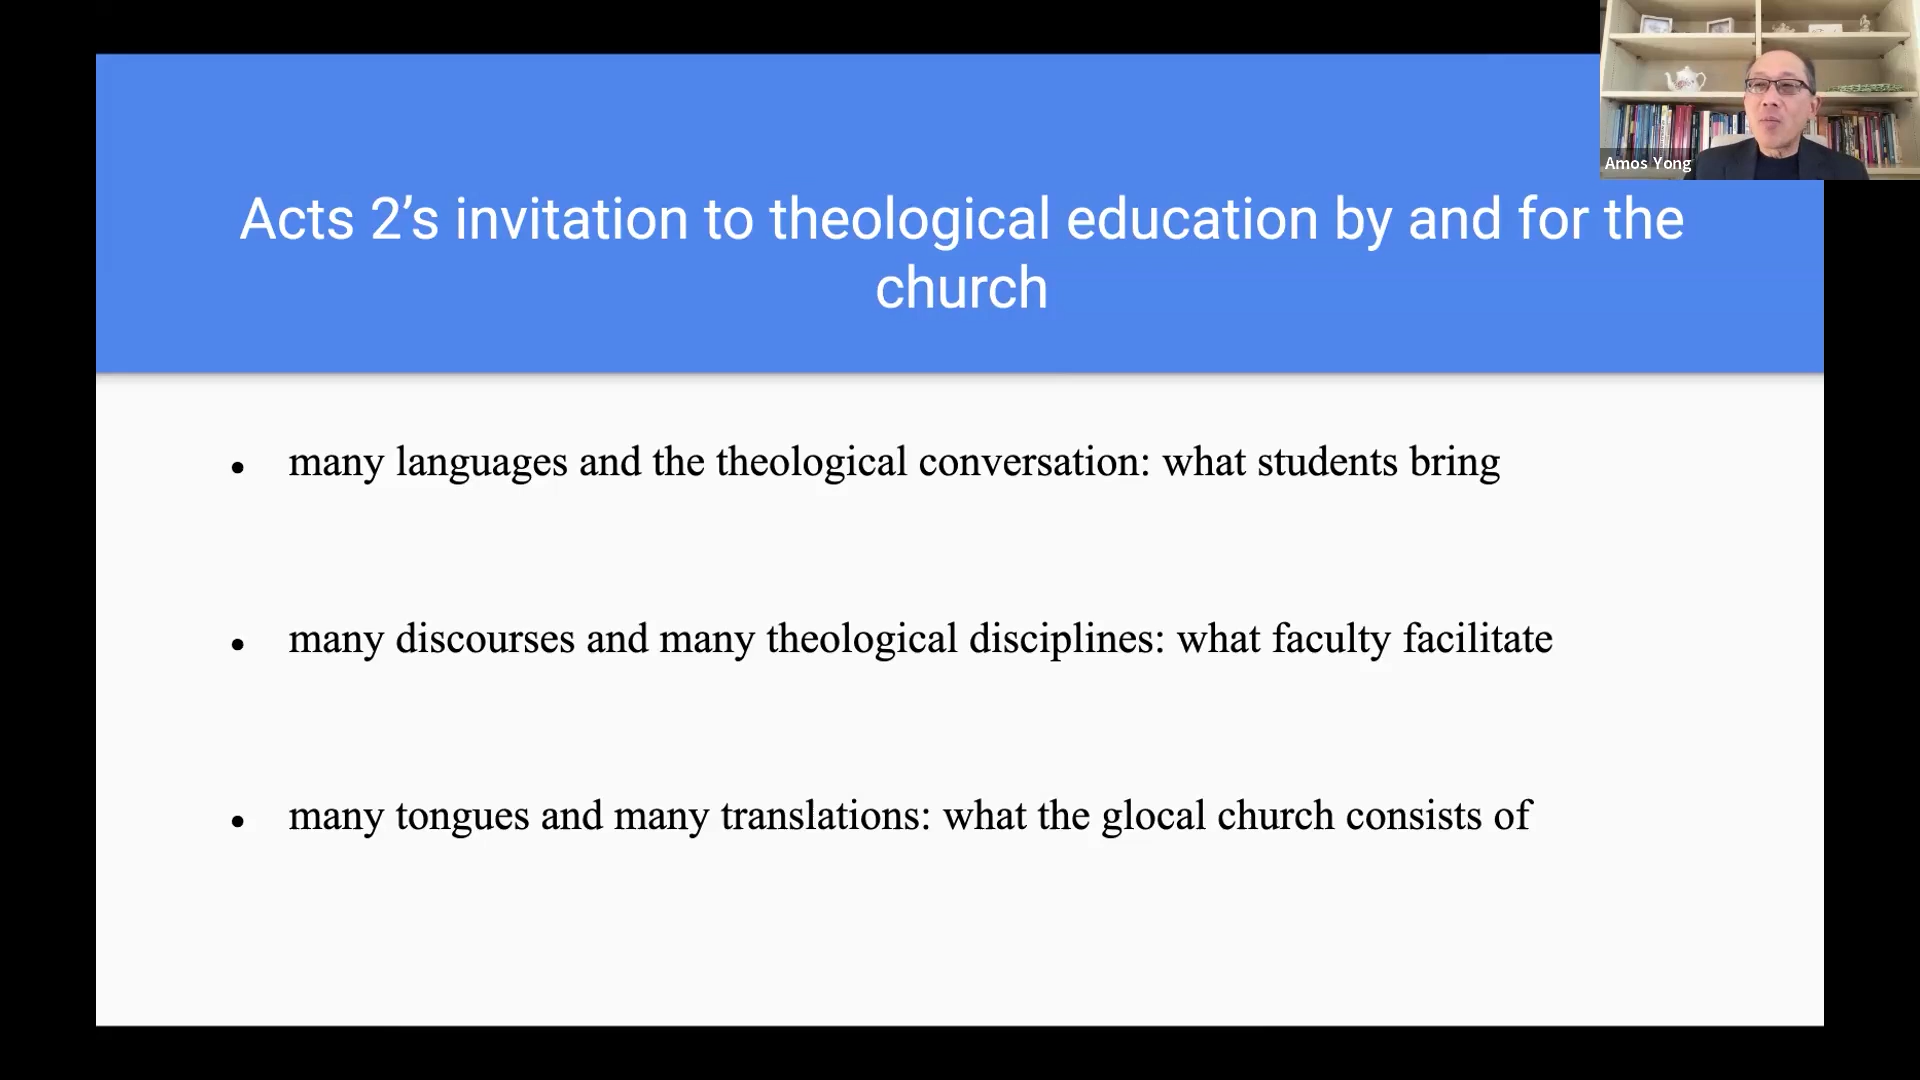 Amos Yong
Acts 2’s invitation to theological education by and for the
church
• many languages and the theological conversation: what students bring
• many discourses and many theological disciplines: what faculty facilitate
• many tongues and many translations: what the glocal church consists of